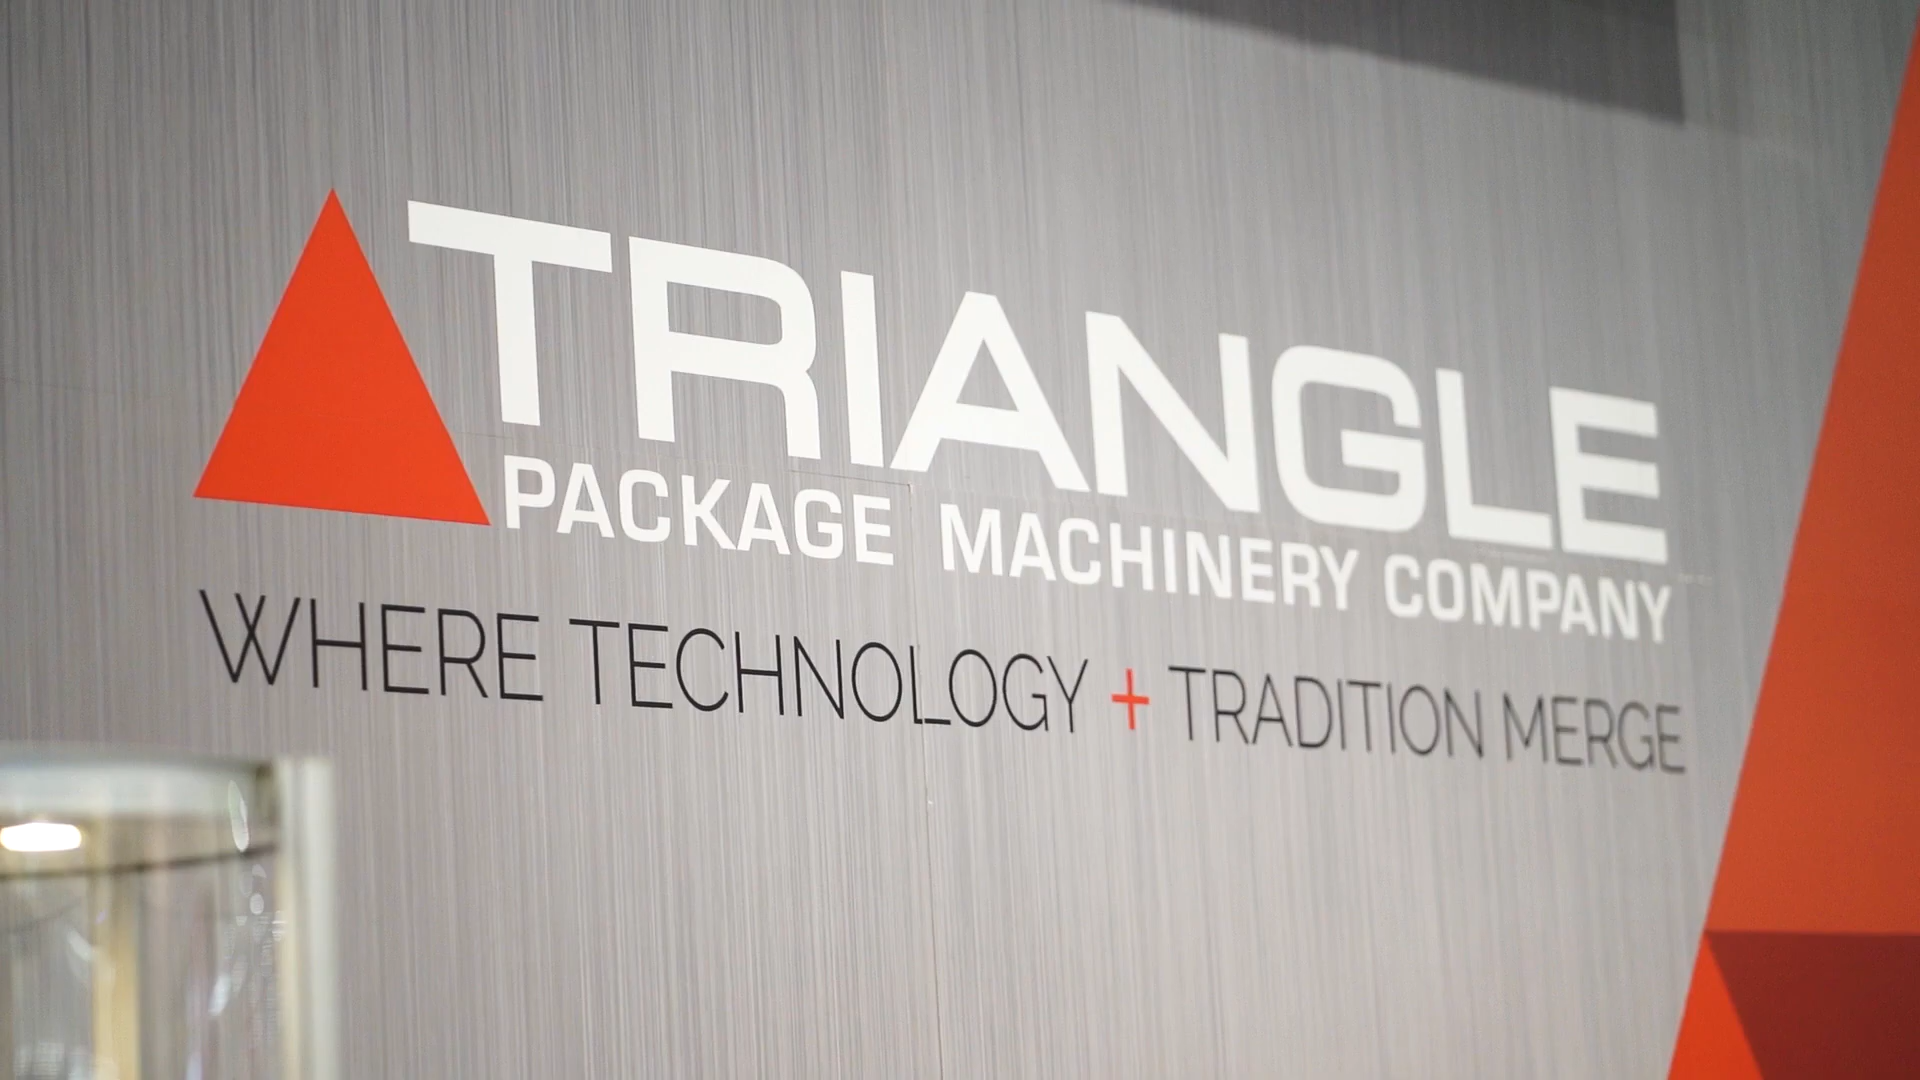 TRIANGLE
PACKAGE MACHINERY COMPANY
WHERE TECHNOLOGY + TRADITION MERGE